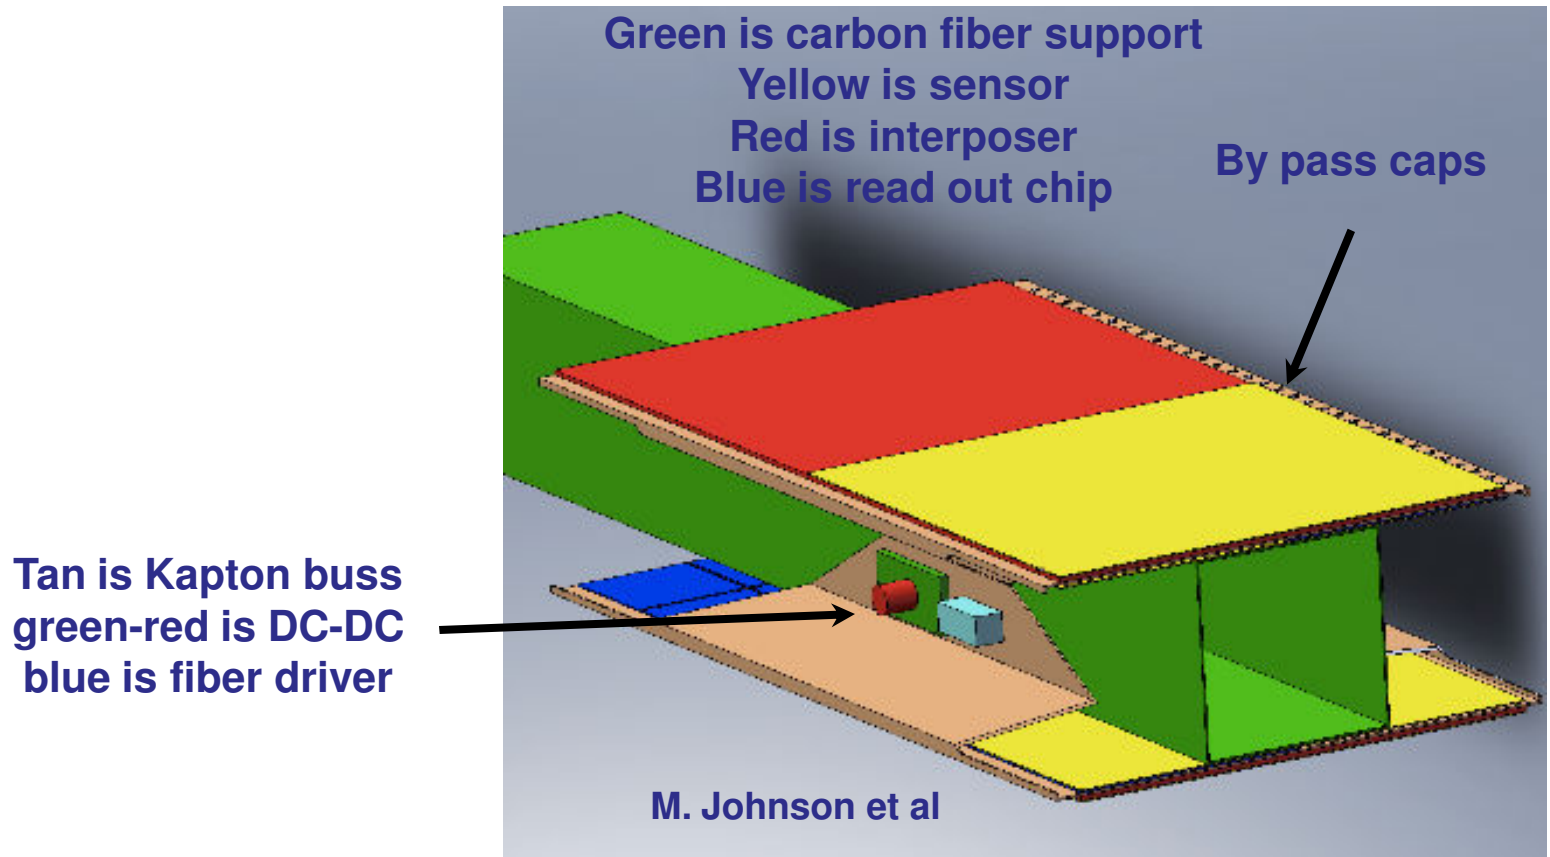 Green is carbon fiber support
Yellow is sensor
Red is interposer
Blue is read out chip
By pass caps
Tan is Kapton buss
green-red is DC-DC
blue is fiber driver
M. Johnson et al